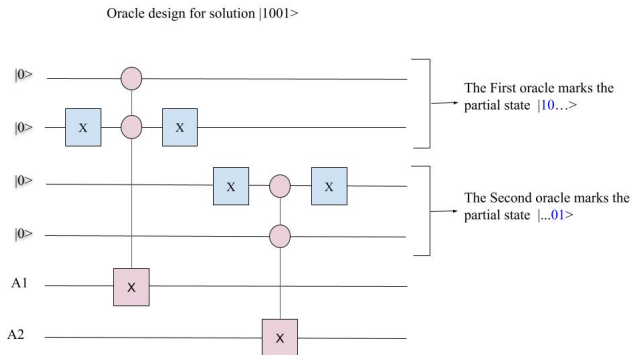 Oracle design for solution |1001>
|0>
The First oracle marks the
partial state |10...>
|0>
X
X
|0>
X
X
The Second oracle marks the
partial state |...01>
|0>
A1
X
A2
X